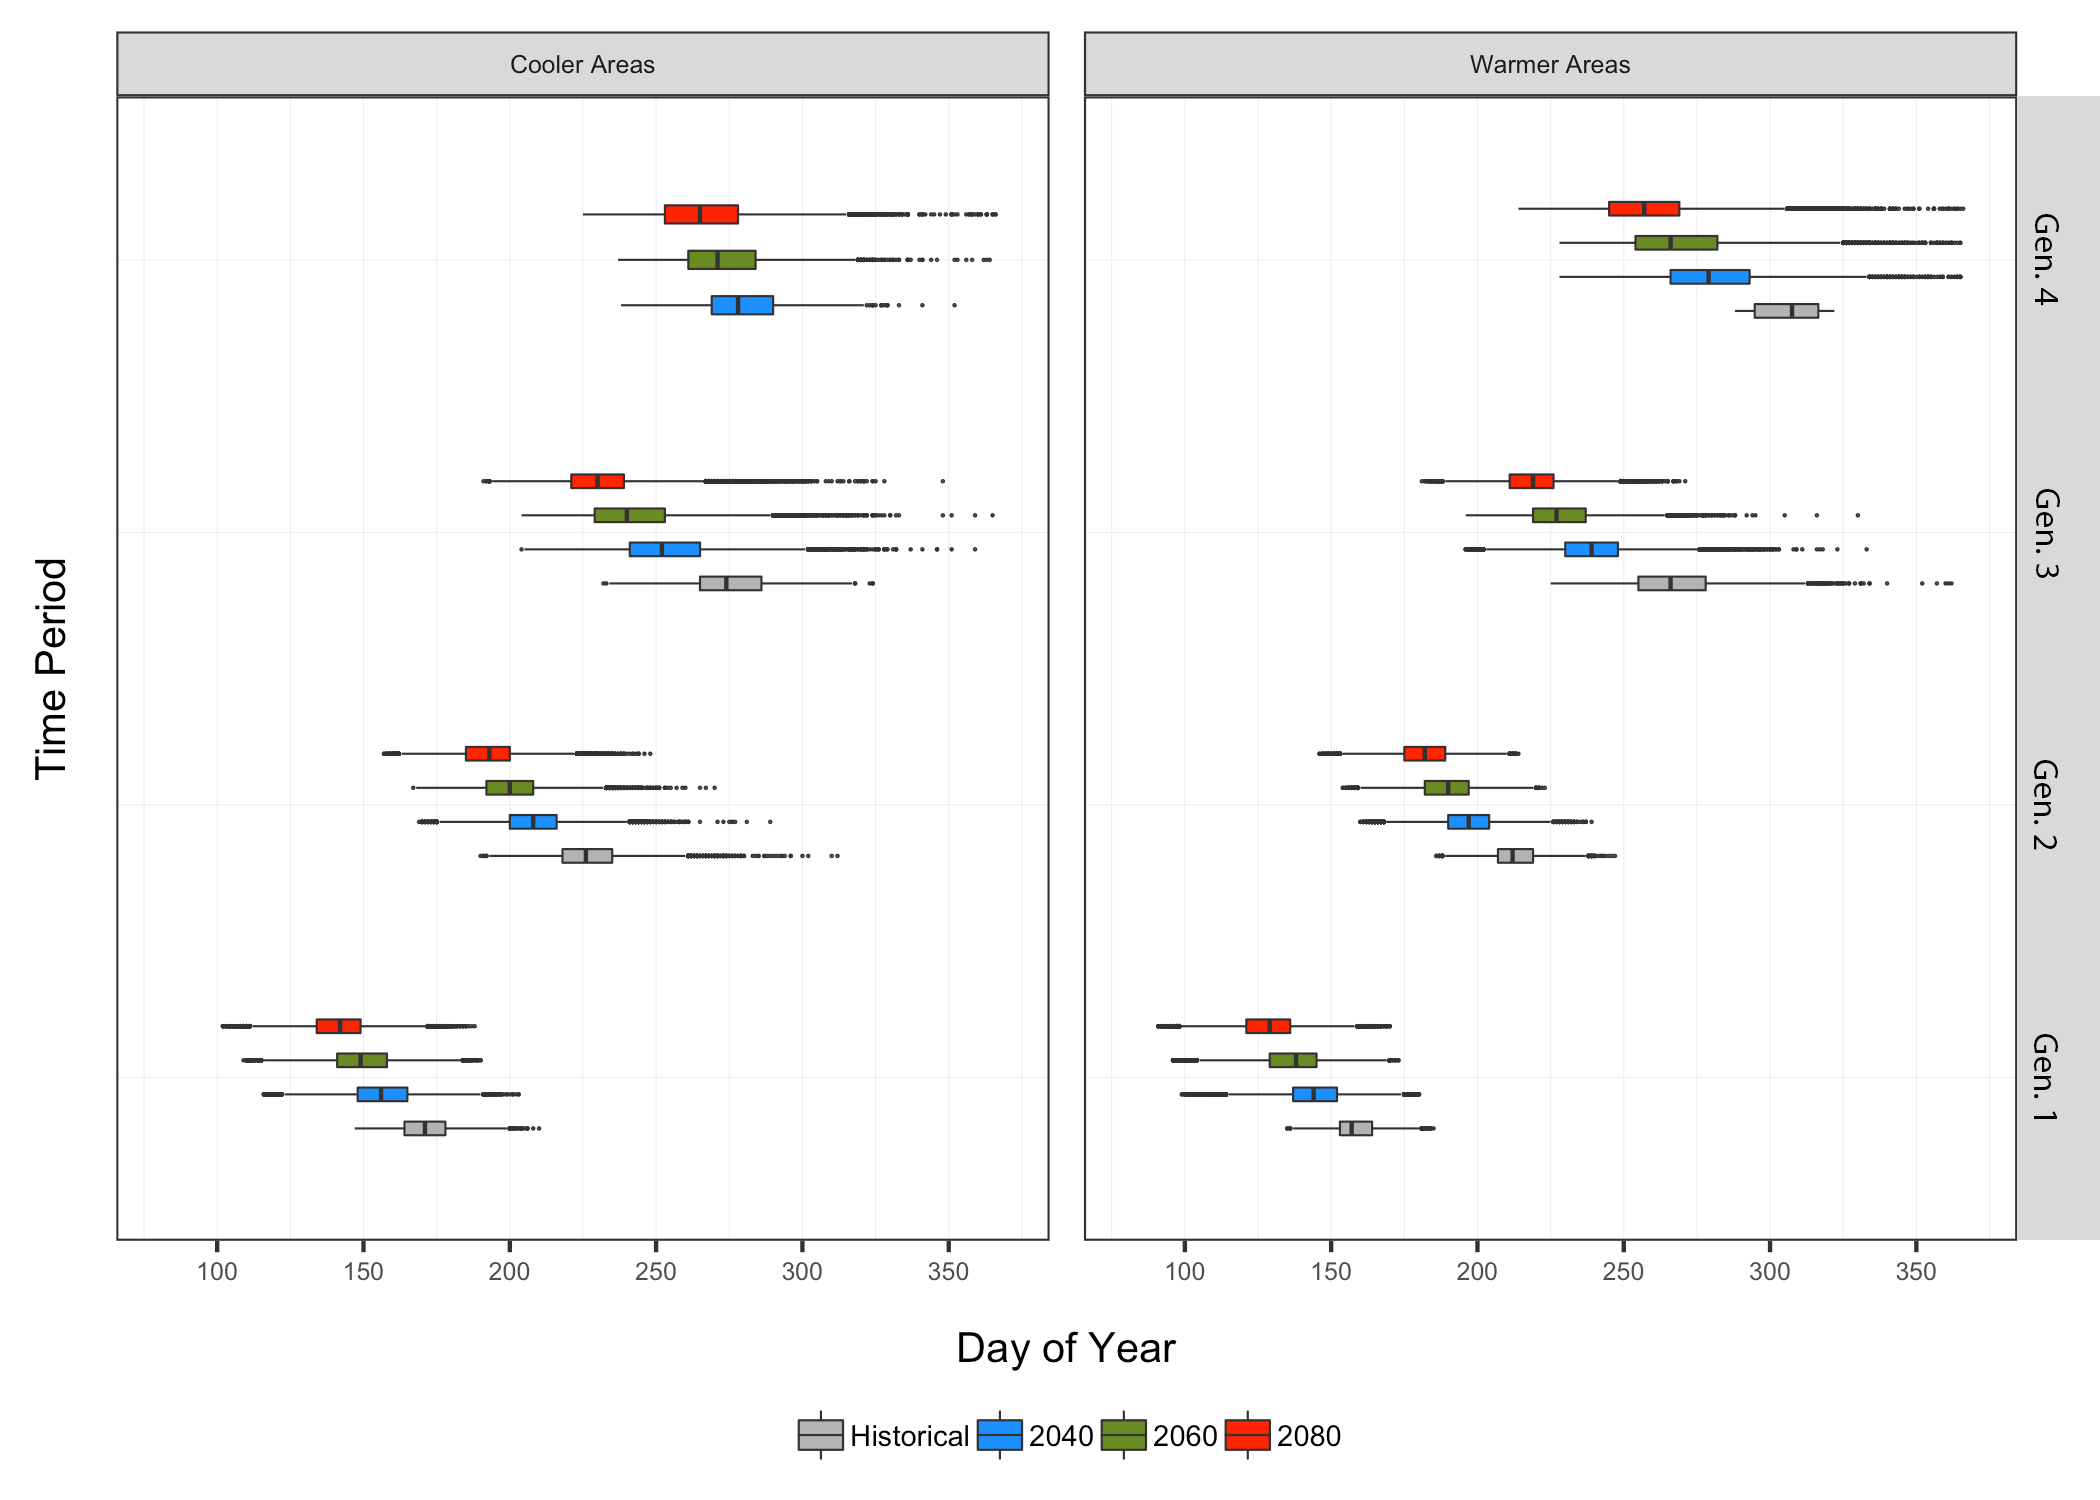 Cooler Areas
Warmer Areas
Gen. 4
Gen. 3
Gen. 2
Gen. 1
Time Period
100 150 200 250 300 350
100 150 200 250 300 350
Day of Year
Historical 2040 2060 2080